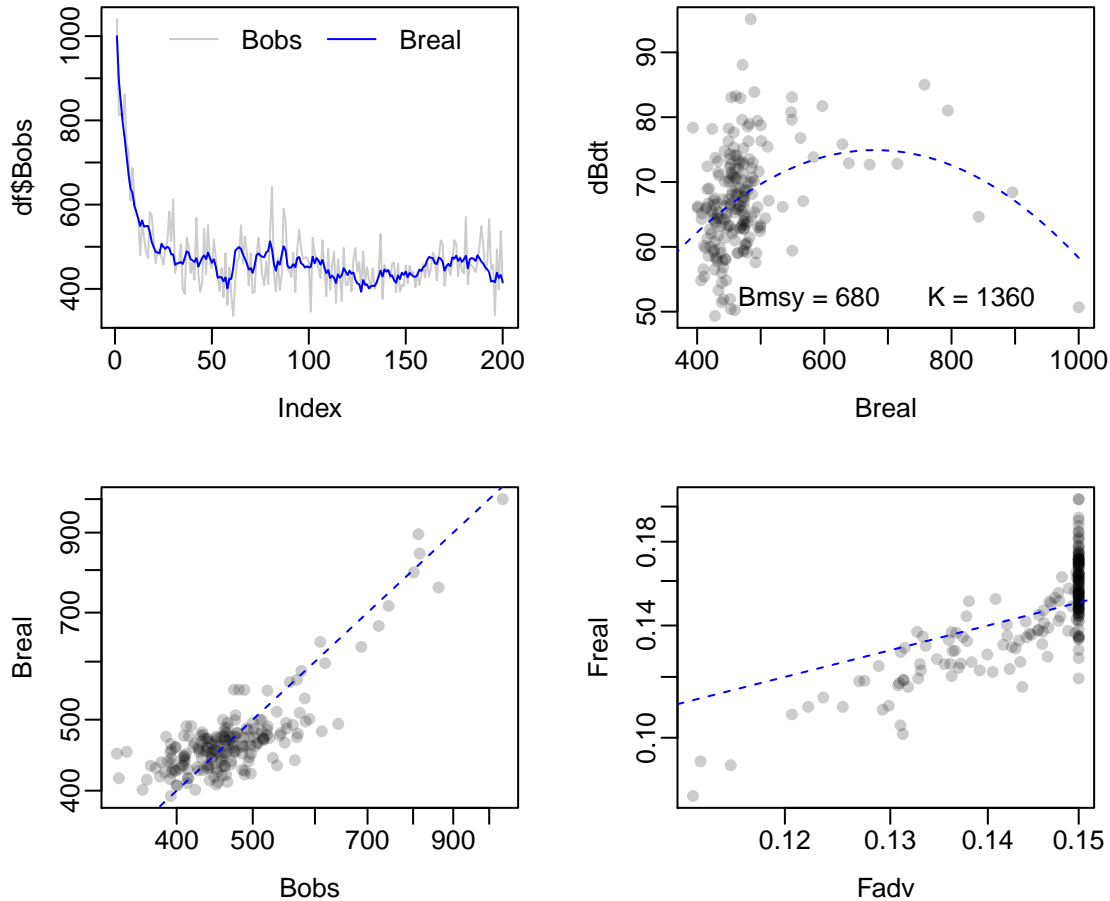 Bobs Breal
df$Bobs
400 600 800 1000
0 50 100 150 200
Index
dBdt
50 60 70 80 90
Bmsy = 680 K = 1360
400 600 800 1000
Breal
Breal
400 500 700 900
400 500 700 900
Bobs
Freal
0.10 0.14 0.18
0.12 0.13 0.14 0.15
Fadv